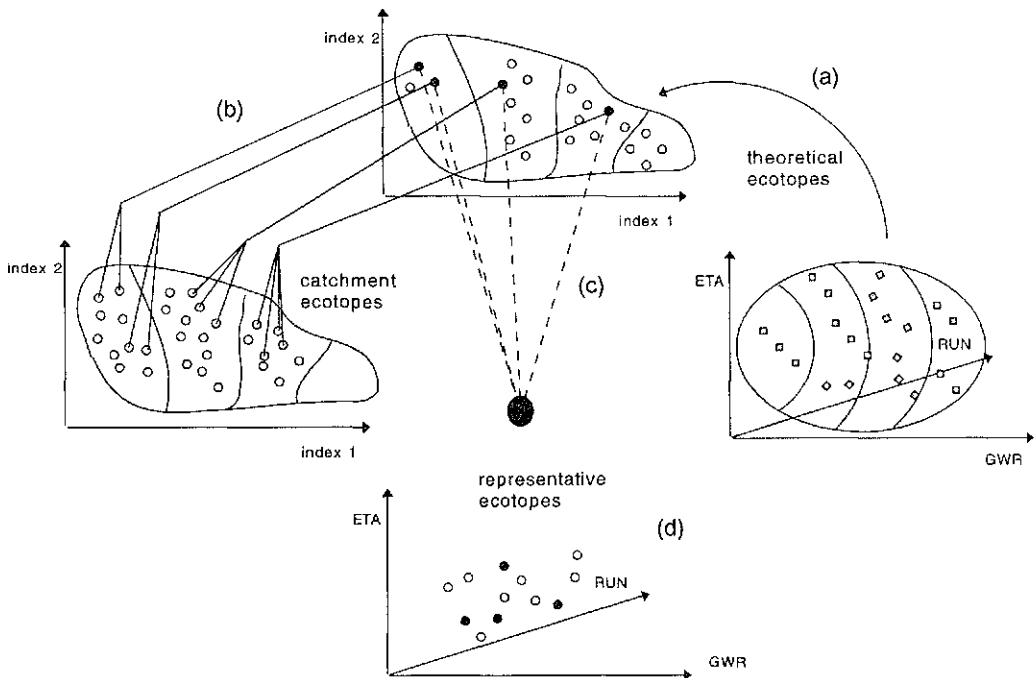 index 2
(a)
(b)
index 1
theoretical
ecotopes
index 2
catchment
ecotopes
(c)
ETA
RUN
index 1
GWR
representative
ecotopes
ETA
(d)
RUN
GWR